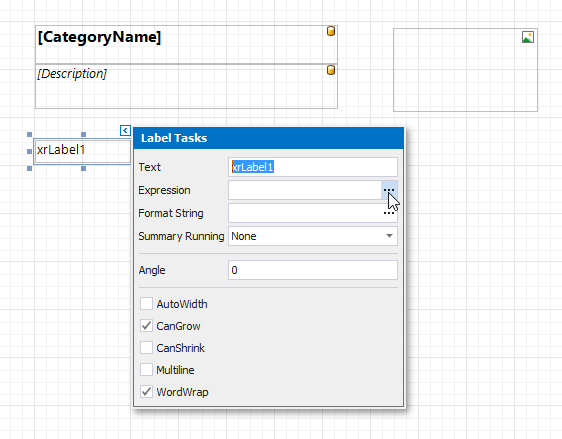 [CategoryName]
[Description]
xrLabel1
Label Tasks
Text xrLabel1
Expression ...
Format String ...
Summary Running None
Angle 0
AutoWidth
CanGrow
CanShrink
Multiline
WordWrap